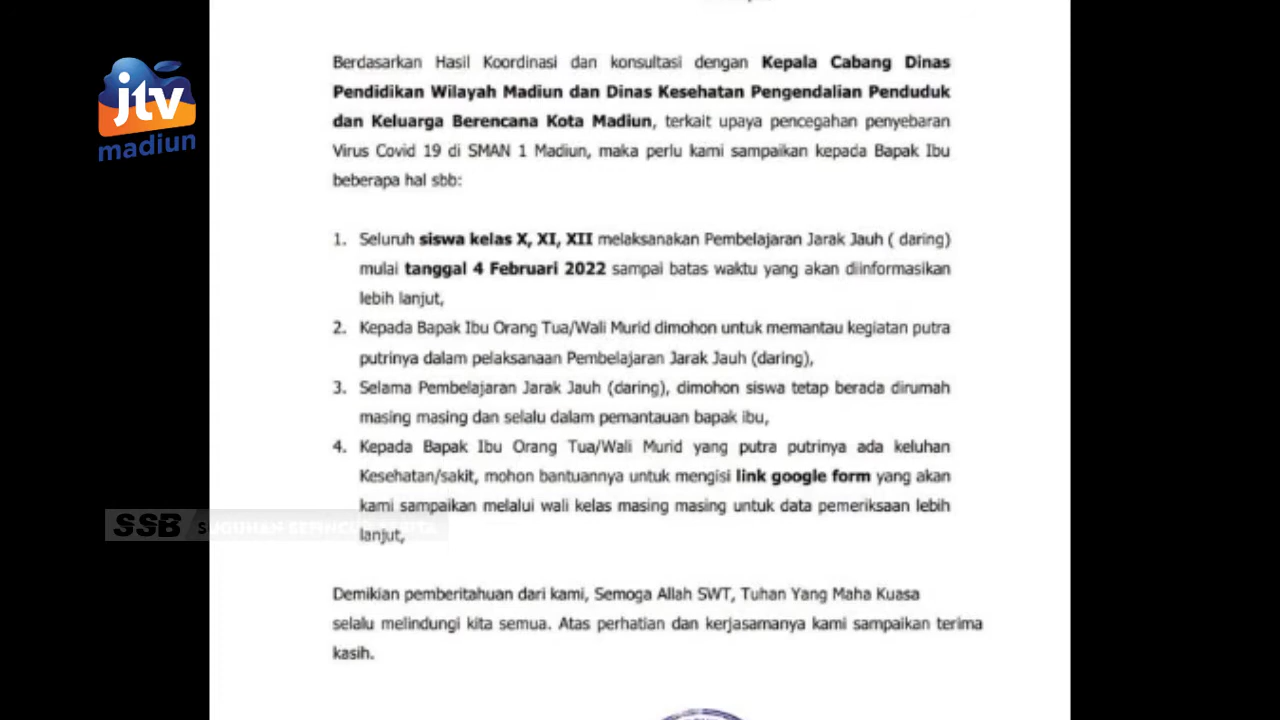 jtv
madiun
Berdasarkan Hasil Koordinasi dan konsultasi dengan Kepala Cabang Dinas
Pendidikan Wilayah Madiun dan Dinas Kesehatan Pengendalian Penduduk
dan Keluarga Berencana Kota Madiun, terkait upaya pencegahan penyebaran
Virus Covid 19 di SMAN 1 Madiun, maka perlu kami sampaikan kepada Bapak Ibu
beberapa hal sbb:
1. Seluruh siswa kelas X, XI, XII melaksanakan Pembelajaran Jarak Jauh ( daring)
mulai tanggal 4 Februari 2022 sampai batas waktu yang akan diinformasikan
lebih lanjut,
2. Kepada Bapak Ibu Orang Tua/Wali Murid dimohon untuk memantau kegiatan putra
putrinya dalam pelaksanaan Pembelajaran Jarak Jauh (daring),
3. Selama Pembelajaran Jarak Jauh (daring), dimohon siswa tetap berada dirumah
masing masing dan selalu dalam pemantauan bapak ibu,
4. Kepada Bapak Ibu Orang Tua/Wali Murid yang putra putrinya ada keluhan
Kesehatan/sakit, mohon bantuannya untuk mengisi link google form yang akan
kami sampaikan melalui wali kelas masing masing untuk data pemeriksaan lebih
lanjut,
SSB
Demikian pemberitahuan dari kami, Semoga Allah SWT, Tuhan Yang Maha Kuasa
selalu melindungi kita semua. Atas perhatian dan kerjasamanya kami sampaikan terima
kasih.